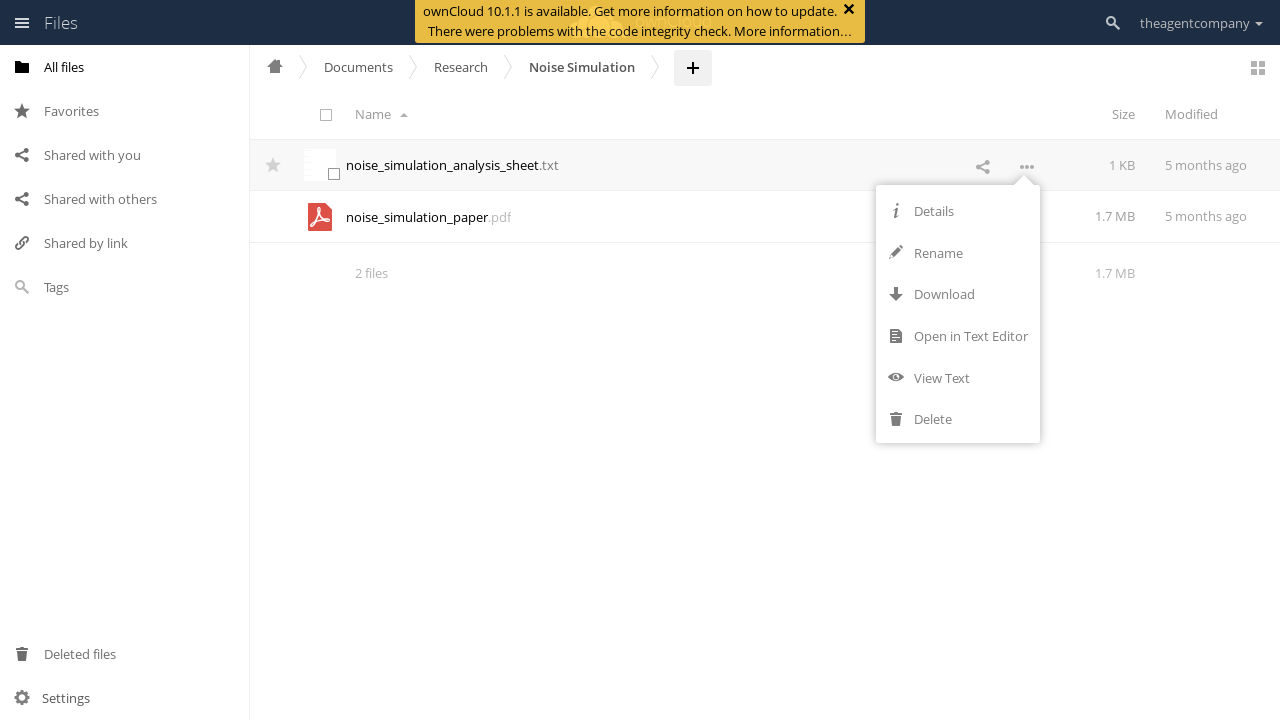 Files
ownCloud 10.1.1 is available. Get more information on how to update.
There were problems with the code integrity check. More information…
theagentcompany
All files
Favorites
Shared with you
Shared with others
Shared by link
Tags
Deleted files
Settings
Documents
Research
Noise Simulation
Name
Size
Modified
noise_simulation_analysis_sheet.txt
1 KB
5 months ago
noise_simulation_paper.pdf
1.7 MB
5 months ago
2 files
1.7 MB
Details
Rename
Download
Open in Text Editor
View Text
Delete